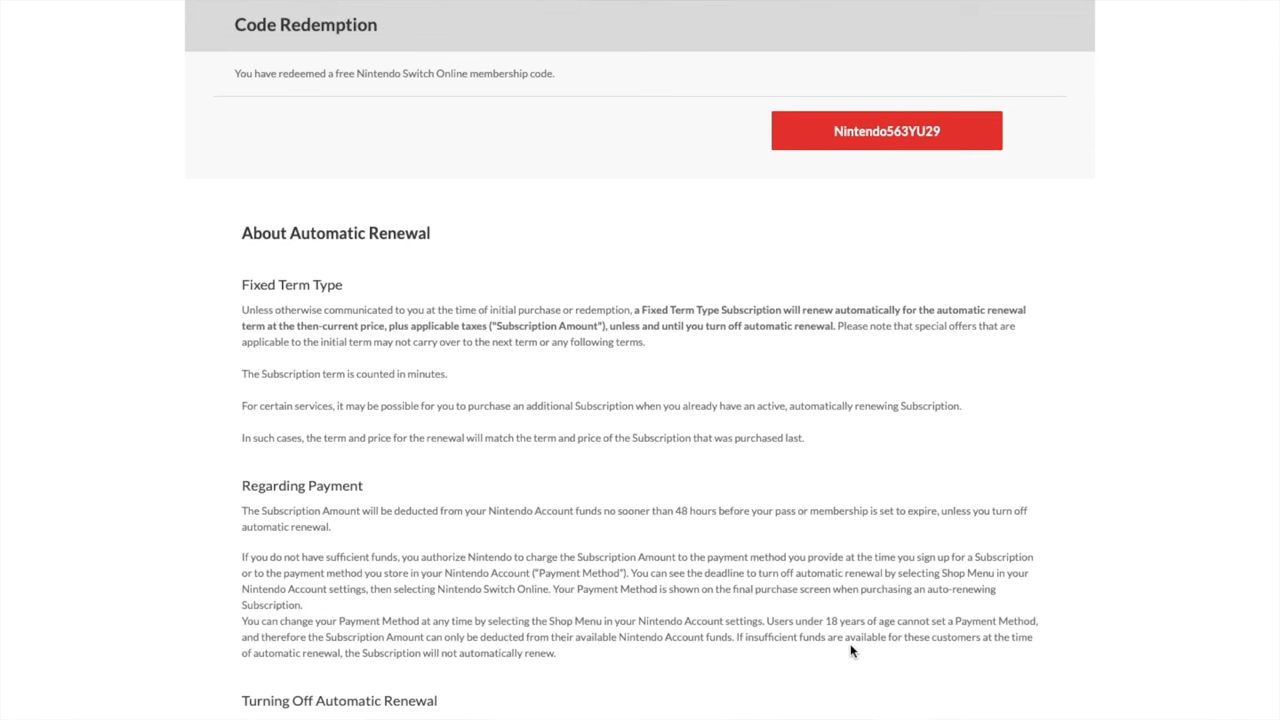 Code Redemption
You have redeemed a free Nintendo Switch Online membership code.
Nintendo563YU29
About Automatic Renewal
Fixed Term Type
Unless otherwise communicated to you at the time of initial purchase or redemption, a Fixed Term Type Subscription will renew automatically for the automatic renewal
term at the then-current price, plus applicable taxes ("Subscription Amount"), unless and until you turn off automatic renewal. Please note that special offers that are
applicable to the initial term may not carry over to the next term or any following terms.
The Subscription term is counted in minutes.
For certain services, it may be possible for you to purchase an additional Subscription when you already have an active, automatically renewing Subscription.
In such cases, the term and price for the renewal will match the term and price of the Subscription that was purchased last.
Regarding Payment
The Subscription Amount will be deducted from your Nintendo Account funds no sooner than 48 hours before your pass or membership is set to expire, unless you turn off
automatic renewal.
If you do not have sufficient funds, you authorize Nintendo to charge the Subscription Amount to the payment method you provide at the time you sign up for a Subscription
or to the payment method you store in your Nintendo Account ("Payment Method"). You can see the deadline to turn off automatic renewal by selecting Shop Menu in your
Nintendo Account settings, then selecting Nintendo Switch Online. Your Payment Method is shown on the final purchase screen when purchasing an auto-renewing
Subscription.
You can change your Payment Method at any time by selecting the Shop Menu in your Nintendo Account settings. Users under 18 years of age cannot set a Payment Method,
and therefore the Subscription Amount can only be deducted from their available Nintendo Account funds. If insufficient funds are available for these customers at the time
of automatic renewal, the Subscription will not automatically renew.
Turning Off Automatic Renewal